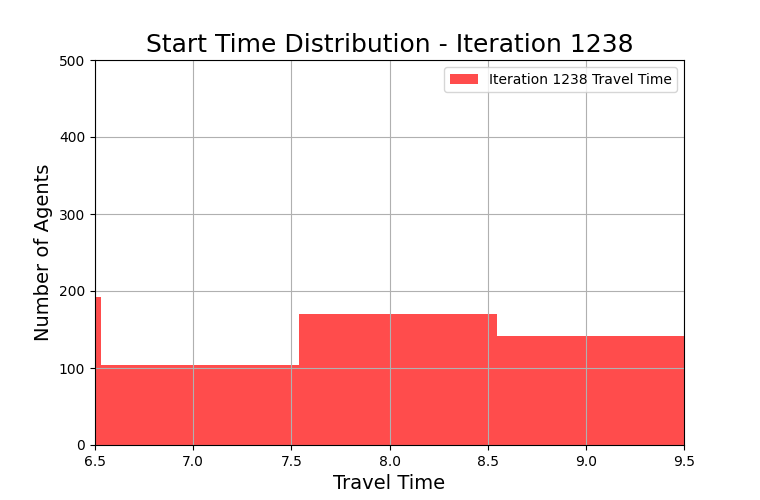 Start Time Distribution - Iteration 1238
Iteration 1238 Travel Time
Number of Agents
500
400
300
200
100
0
6.5 7.0 7.5 8.0 8.5 9.0 9.5
Travel Time